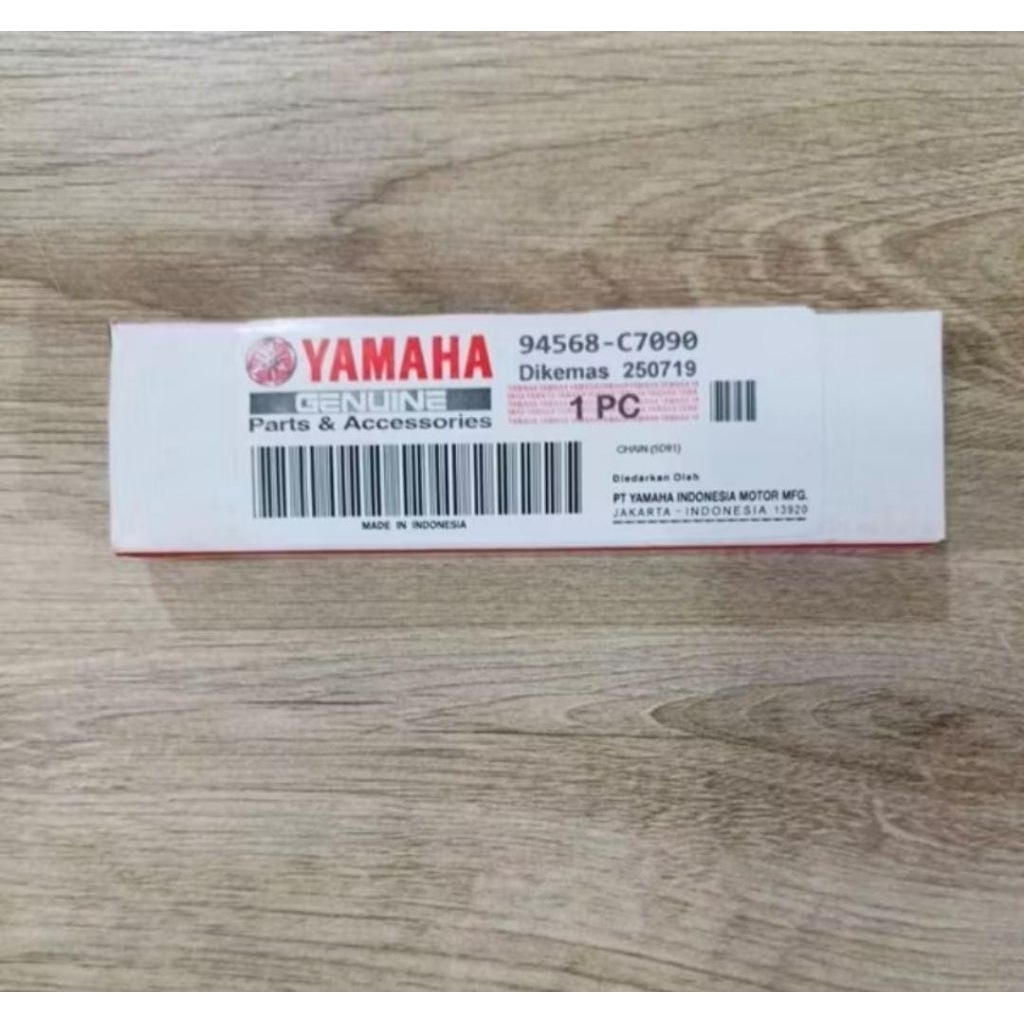 YAMAHA
GENUINE
Parts & Accessories
94568-C7090
Dikemas 250719
1 PC
MADE IN INDONESIA
CHAIN (5D91)
Diedarkan Oleh
PT YAMAHA INDONESIA MOTOR MFG.
JAKARTA - INDONESIA 13920